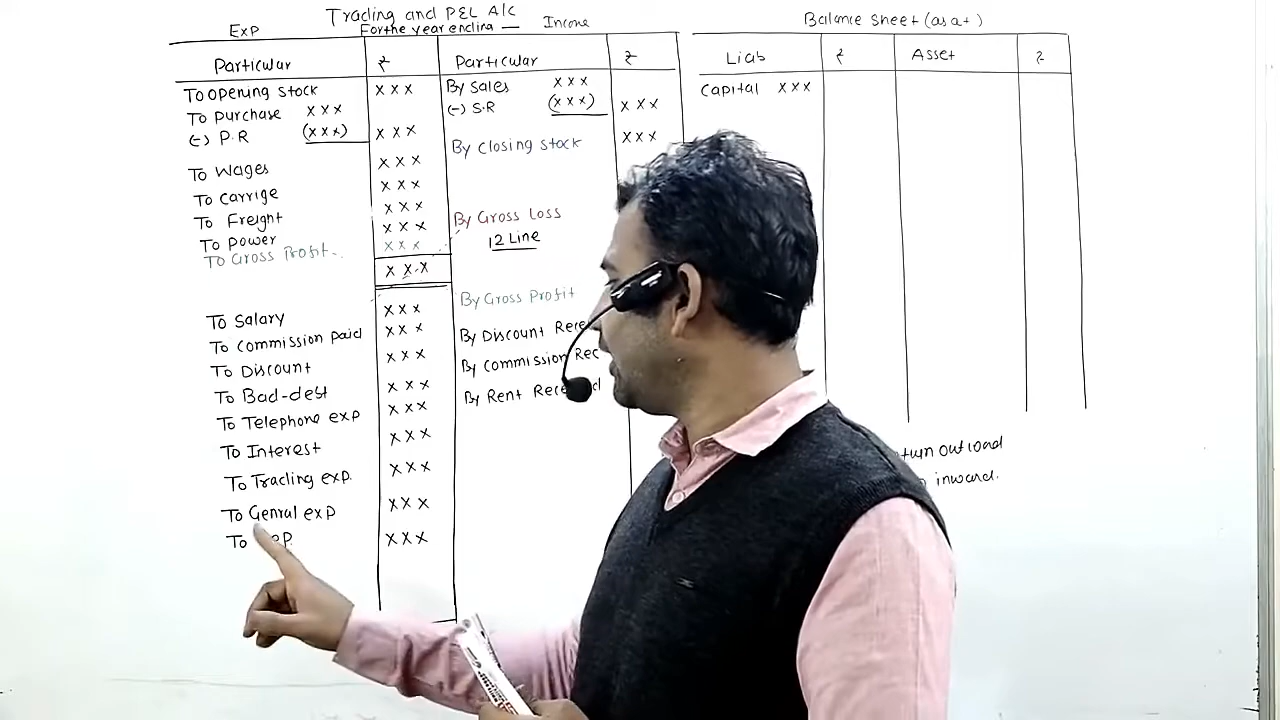 Trading and P&L A/c
For the year ending —
Exp
Income
Particular ₹ Particular ₹
To opening stock x x x
To purchase x x x
(-) P.R (x x x) x x x
To wages x x x
To carrige x x x
To Freight x x x
To power x x x
To Gross Profit x x x
x x x
To Salary x x x
To commission paid x x x
To Discount x x x
To Bad-debt x x x
To Telephone exp x x x
To Interest x x x
To Trading exp. x x x
To Genral exp x x x
To x x x
By sales x x x
(-) S.R (x x x) x x x
By closing stock x x x
By Gross Loss
12 Line
By Gross Profit
By Discount
By commission Rec
By Rent
Balance Sheet (as at )
Liab ₹ Asset ₹
capital x x x
outward
inward.